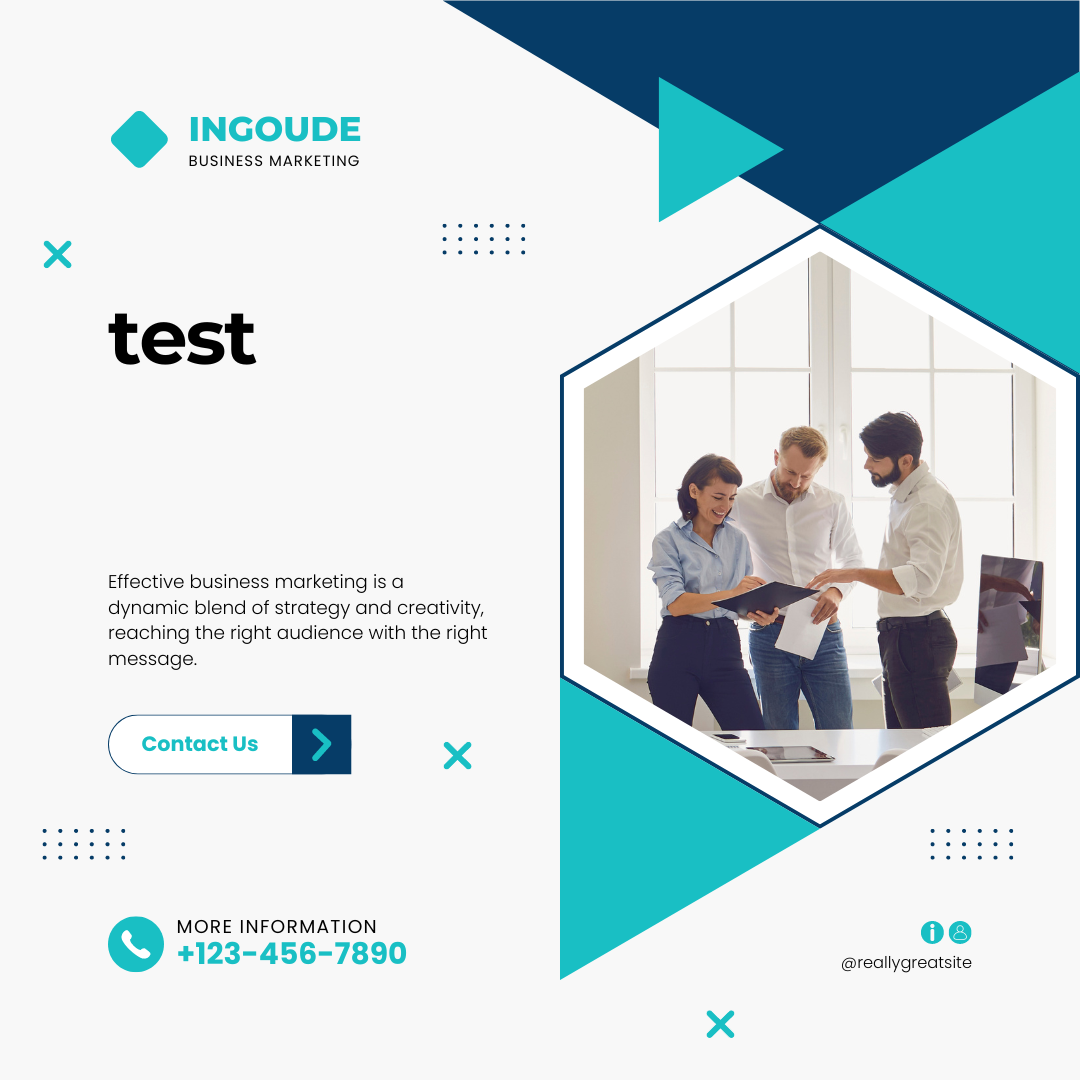 INGOUDE
BUSINESS MARKETING
test
Effective business marketing is a
dynamic blend of strategy and creativity,
reaching the right audience with the right
message.
Contact Us
MORE INFORMATION
+123-456-7890
@reallygreatsite